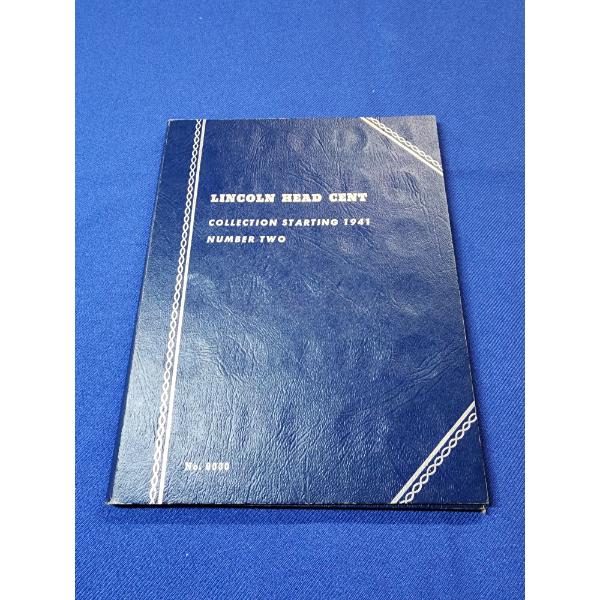 LINCOLN HEAD CENT
COLLECTION STARTING 1941
NUMBER TWO
No. 9030